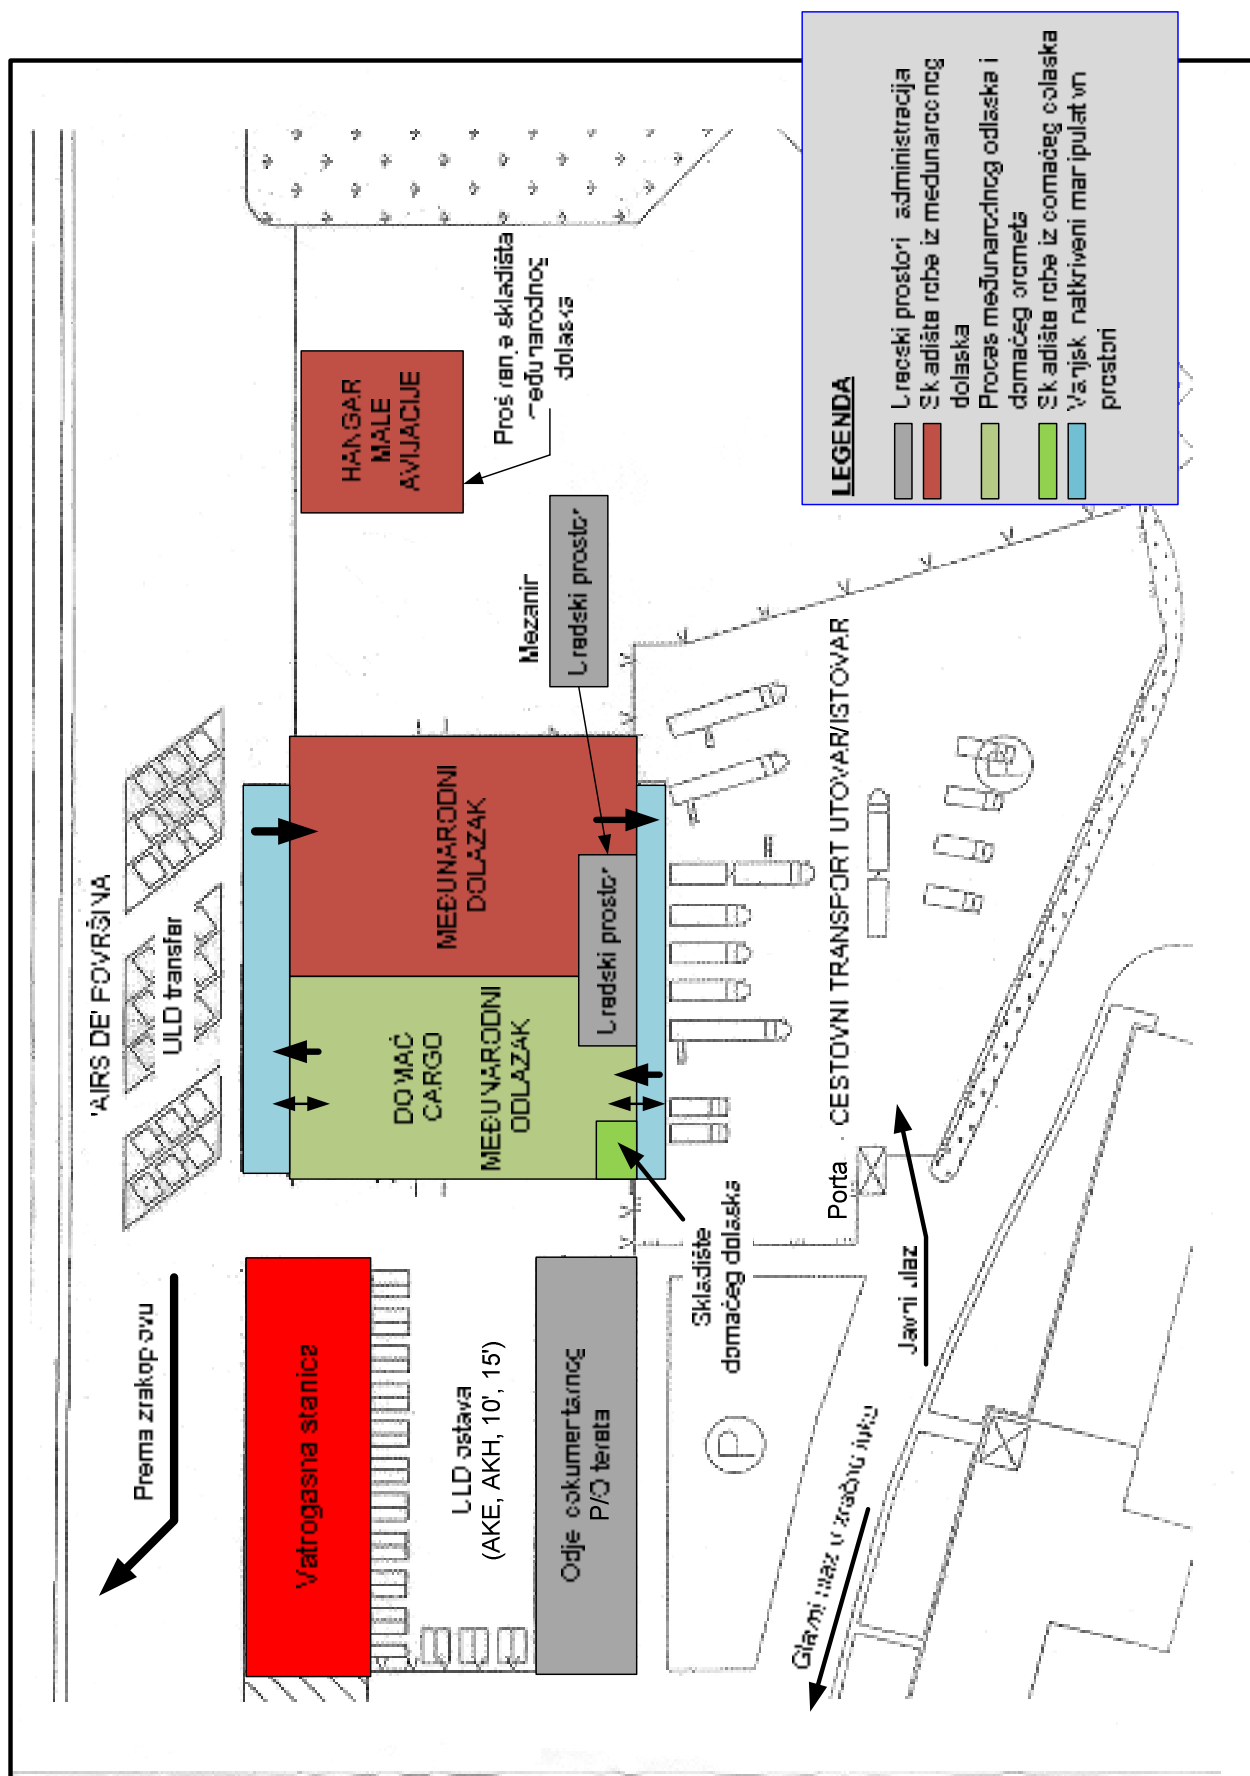 Prema zrakoplovu
'AIRSIDE' POVRŠINA
ULD transfer
Vatrogasna stanica
HANGAR
MALE
AVIJACIJE
DOMAĆI
CARGO
MEĐUNARODNI
ODLAZAK
MEĐUNARODNI
DOLAZAK
Proširenje skladišta
međunarodnog
dolaska
ULD ostava
(AKE, AKH, 10', 15')
Mezanin
Uredski prostor
Uredski prostor
Odjel dokumentarnog
P/O tereta
Skladište
domaćeg dolaska
Porta
CESTOVNI TRANSPORT UTOVAR/ISTOVAR
P
P
Glavni ulaz u zračnu luku
Javni ulaz
LEGENDA
Uredski prostori i administracija
Skladište robe iz međunarodnog
dolaska
Proces međunarodnog odlaska i
domaćeg prometa
Skladište robe iz domaćeg dolaska
Vanjski natkriveni manipulativni
prostori